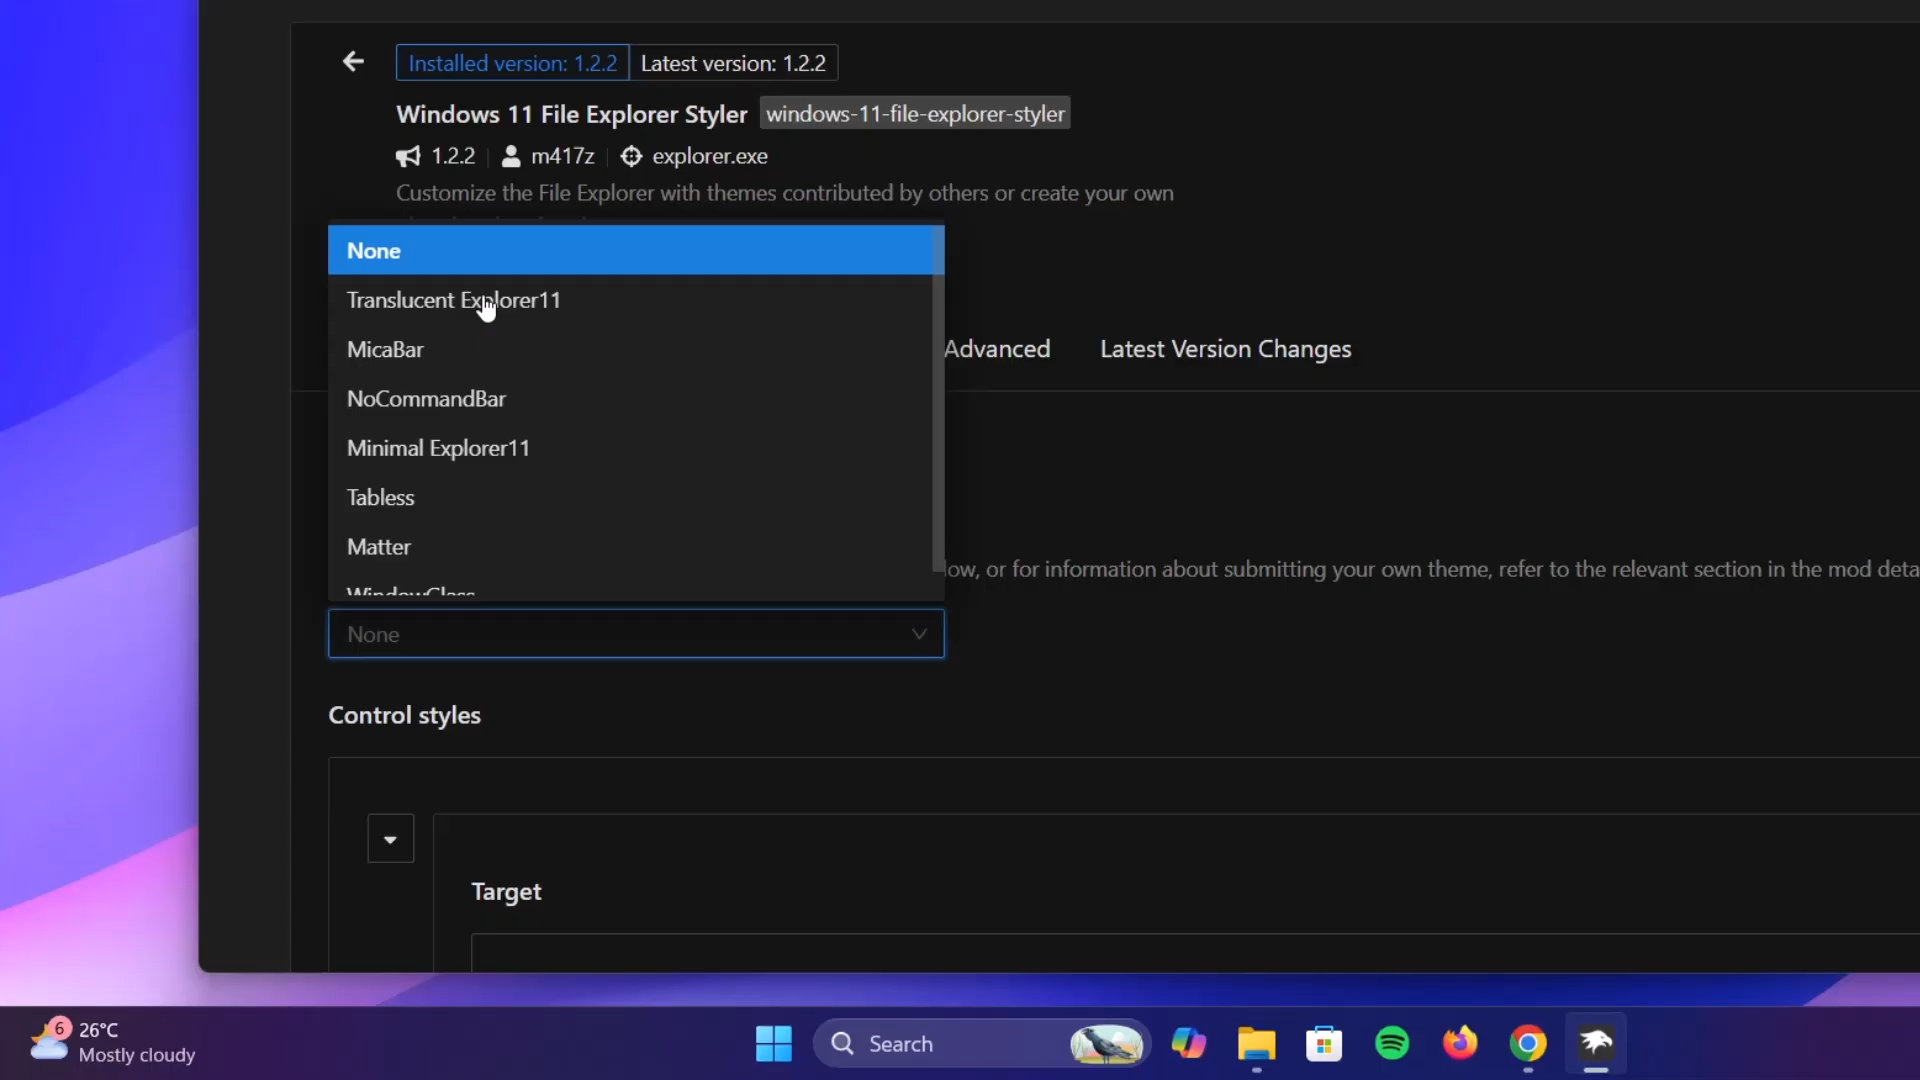 Installed version: 1.2.2 Latest version: 1.2.2
Windows 11 File Explorer Styler windows-11-file-explorer-styler
1.2.2 m417z explorer.exe
Customize the File Explorer with themes contributed by others or create your own
None
Translucent Explorer11
MicaBar
Advanced Latest Version Changes
NoCommandBar
Minimal Explorer11
Tabless
Matter
low, or for information about submitting your own theme, refer to the relevant section in the mod deta
WindowGlass
None
Control styles
Target
6
26°C
Mostly cloudy
Search